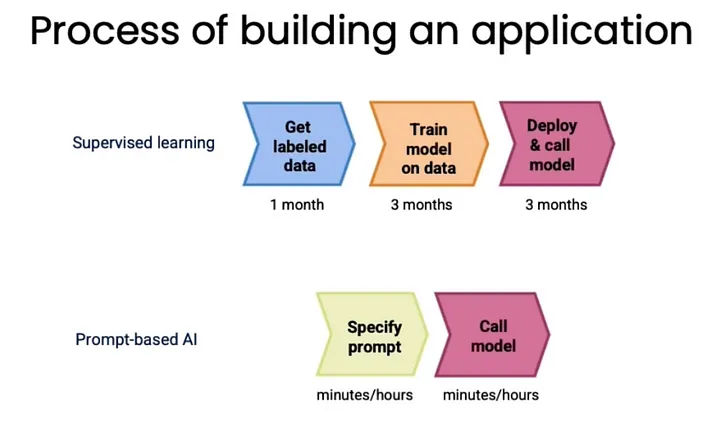 Process of building an application
Supervised learning
Get
labeled
data
Train
model
on data
Deploy
& call
model
1 month
3 months
3 months
Prompt-based AI
Specify
prompt
Call
model
minutes/hours
minutes/hours